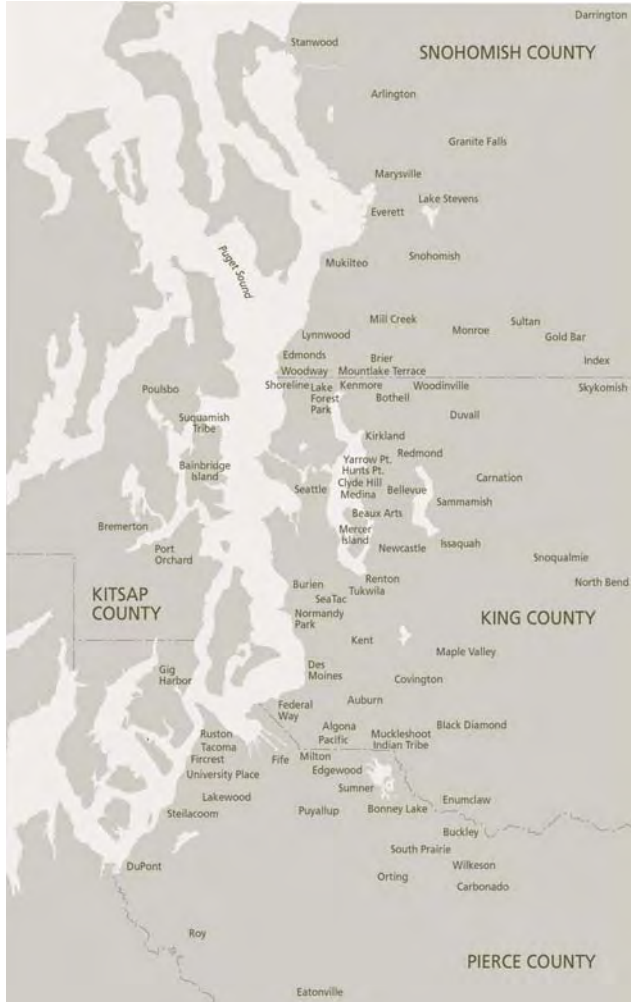 Darrington
Stanwood
SNOHOMISH COUNTY
Arlington
Granite Falls
Marysville
Lake Stevens
Everett
Puget Sound
Snohomish
Mukilteo
Mill Creek
Sultan
Monroe
Lynnwood
Gold Bar
Edmonds
Brier
Index
Woodway
Mountlake Terrace
Shoreline
Lake
Forest
Park
Kenmore
Woodinville
Skykomish
Poulsbo
Bothell
Suquamish
Tribe
Duvall
Kirkland
Redmond
Yarrow Pt.
Hunts Pt.
Clyde Hill
Medina
Bainbridge
Island
Carnation
Seattle
Bellevue
Sammamish
Beaux Arts
Bremerton
Mercer
Island
Port
Orchard
Newcastle
Issaquah
Snoqualmie
Renton
North Bend
KITSAP
COUNTY
Burien
Tukwila
SeaTac
Normandy
Park
KING COUNTY
Kent
Maple Valley
Gig
Harbor
Des
Moines
Covington
Auburn
Federal
Way
Algona
Pacific
Black Diamond
Muckleshoot
Indian Tribe
Ruston
Tacoma
Fircrest
Fife
Milton
University Place
Edgewood
Sumner
Lakewood
Enumclaw
Steilacoom
Puyallup
Bonney Lake
Buckley
South Prairie
Wilkeson
DuPont
Orting
Carbonado
Roy
PIERCE COUNTY
Eatonville